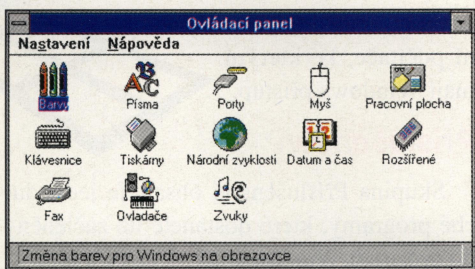 Ovládací panel
Nastavení Nápověda
Barvy Písma Porty Myš Pracovní plocha
Klávesnice Tiskárny Národní zvyklosti Datum a čas Rozšířené
Fax Ovladače Zvuky
Změna barev pro Windows na obrazovce